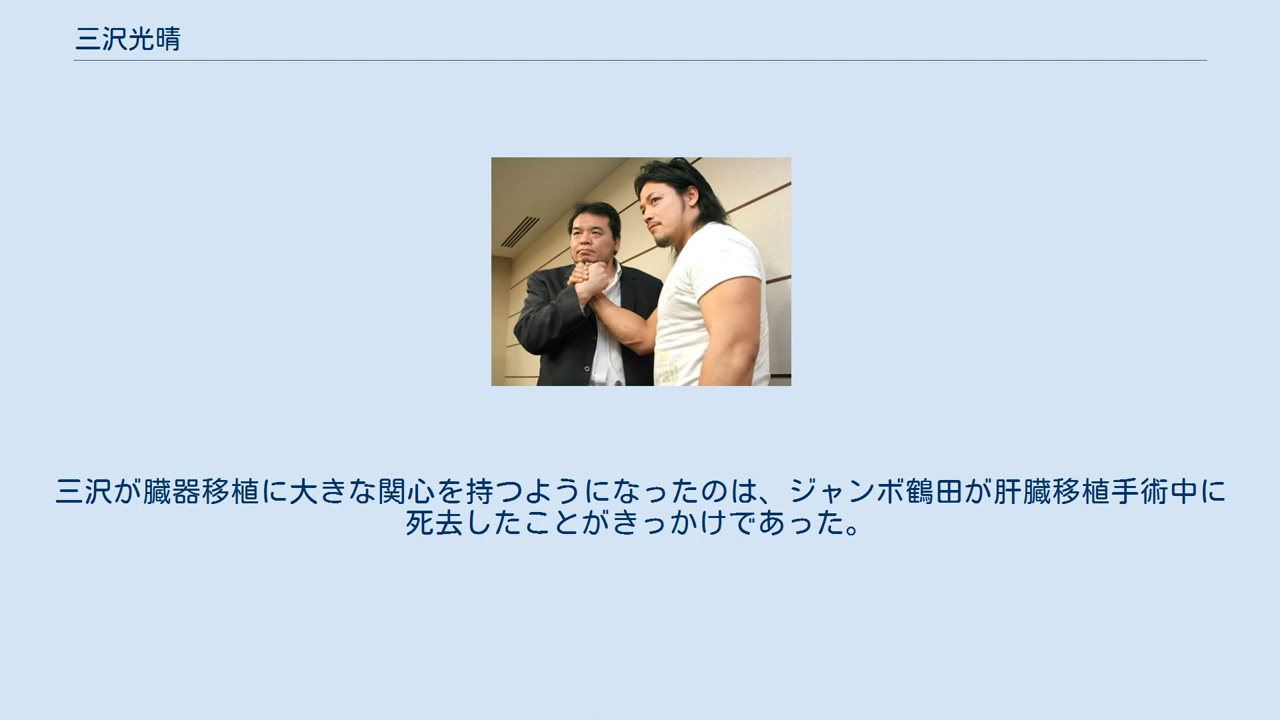 三沢光晴
三沢が臓器移植に大きな関心を持つようになったのは、ジャンボ鶴田が肝臓移植手術中に
死去したことがきっかけであった。